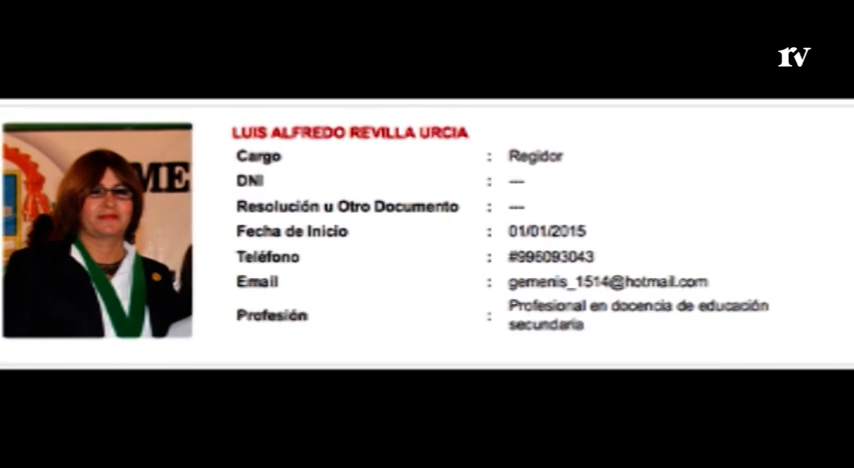 rv
ME
LUIS ALFREDO REVILLA URCIA
Cargo : Regidor
DNI : ---
Resolución u Otro Documento : ---
Fecha de Inicio : 01/01/2015
Teléfono : #996093043
Email : gemenis_1514@hotmail.com
Profesión : Profesional en docencia de educación
secundaria